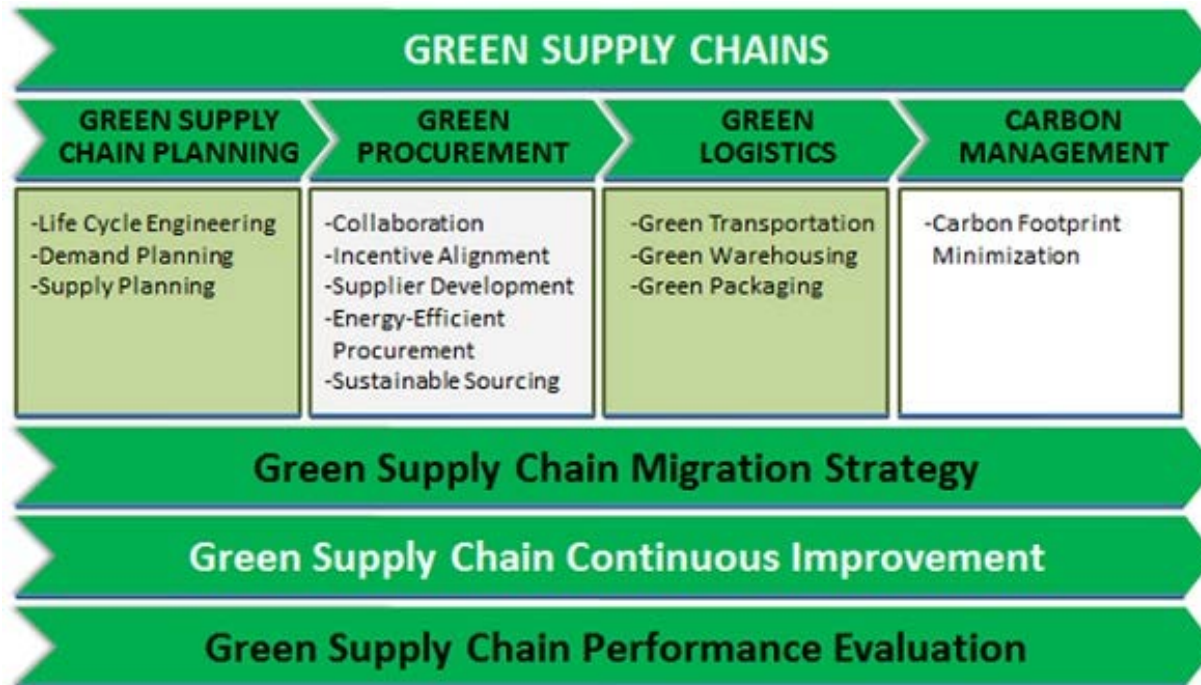 GREEN SUPPLY CHAINS
GREEN SUPPLY
CHAIN PLANNING
-Life Cycle Engineering
-Demand Planning
-Supply Planning
GREEN
PROCUREMENT
-Collaboration
-Incentive Alignment
-Supplier Development
-Energy-Efficient
Procurement
-Sustainable Sourcing
GREEN
LOGISTICS
-Green Transportation
-Green Warehousing
-Green Packaging
CARBON
MANAGEMENT
-Carbon Footprint
Minimization
Green Supply Chain Migration Strategy
Green Supply Chain Continuous Improvement
Green Supply Chain Performance Evaluation